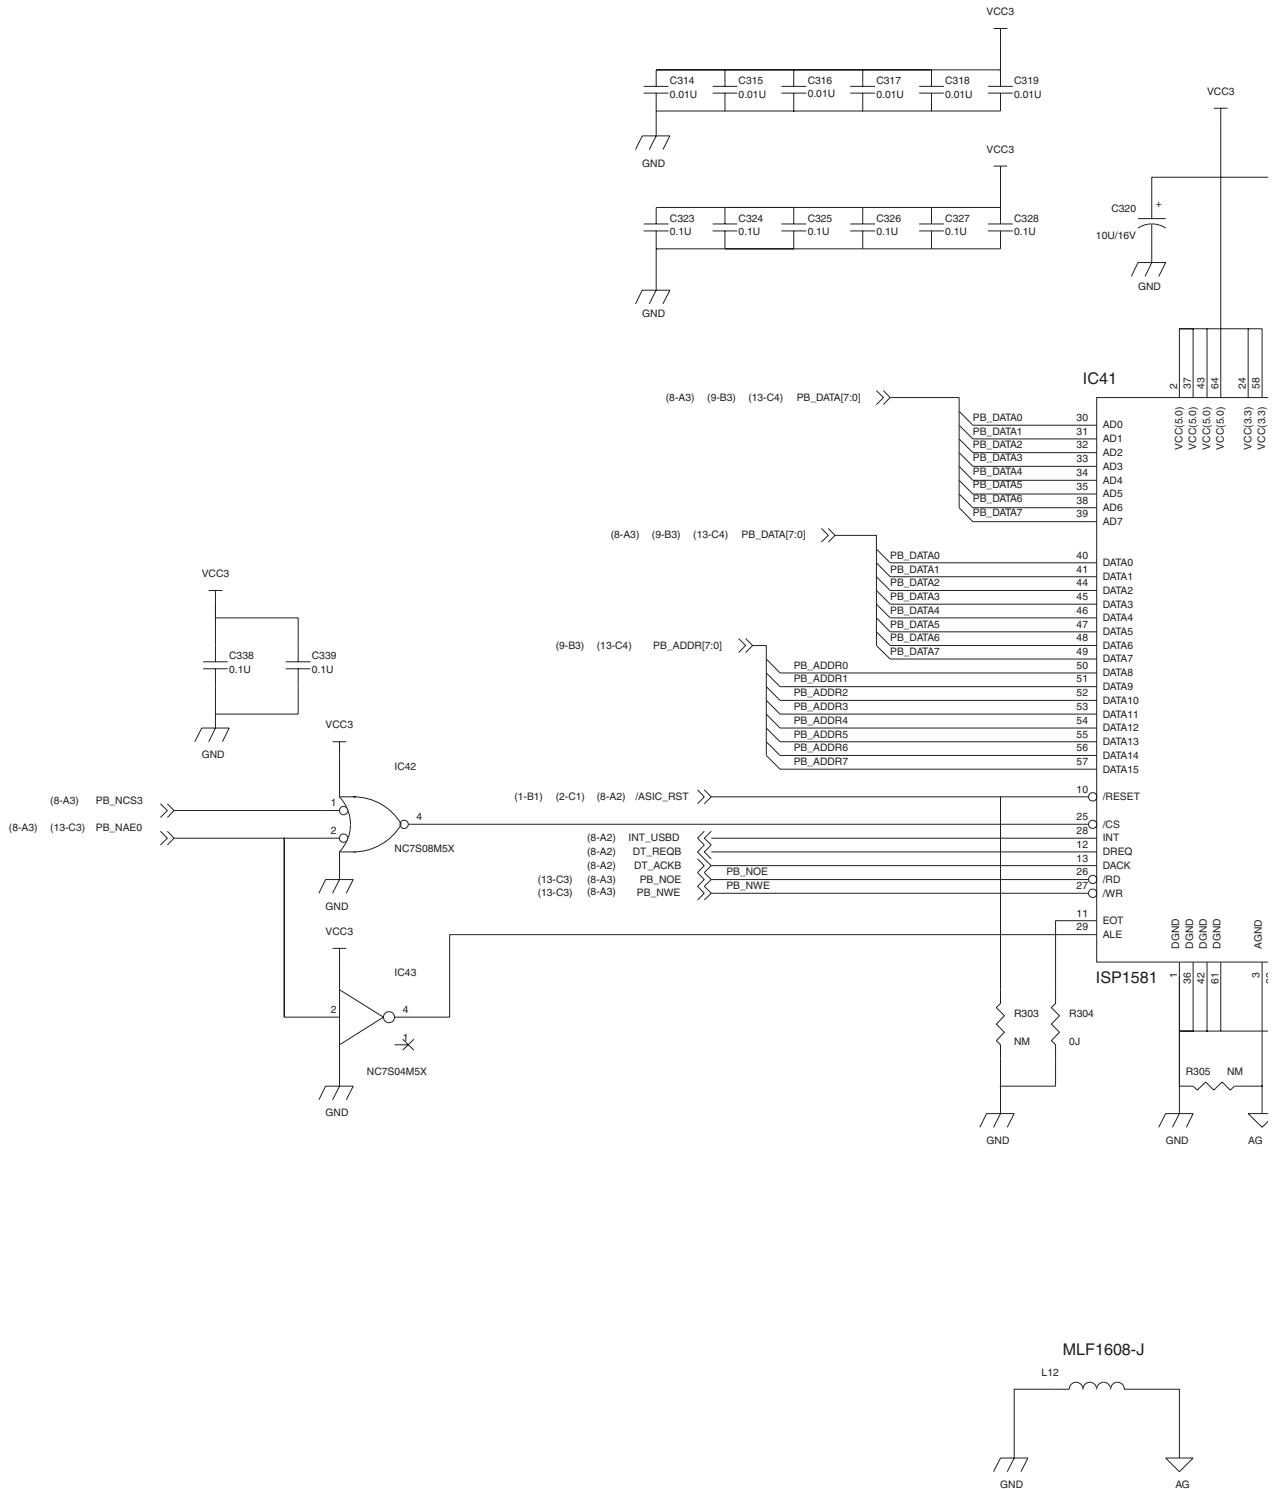 VCC3
C314 C315 C316 C317 C318 C319
0.01U 0.01U 0.01U 0.01U 0.01U 0.01U
GND
VCC3
C323 C324 C325 C326 C327 C328
0.1U 0.1U 0.1U 0.1U 0.1U 0.1U
GND
VCC3
C320 +
10U/16V
GND
IC41
2 37 43 64 24 58
VCC(5.0) VCC(5.0) VCC(5.0) VCC(5.0) VCC(3.3) VCC(3.3)
(8-A3) (9-B3) (13-C4) PB_DATA[7:0]
PB_DATA0 30 AD0
PB_DATA1 31 AD1
PB_DATA2 32 AD2
PB_DATA3 33 AD3
PB_DATA4 34 AD4
PB_DATA5 35 AD5
PB_DATA6 38 AD6
PB_DATA7 39 AD7
(8-A3) (9-B3) (13-C4) PB_DATA[7:0]
PB_DATA0 40 DATA0
PB_DATA1 41 DATA1
PB_DATA2 44 DATA2
PB_DATA3 45 DATA3
PB_DATA4 46 DATA4
PB_DATA5 47 DATA5
PB_DATA6 48 DATA6
PB_DATA7 49 DATA7
(9-B3) (13-C4) PB_ADDR[7:0]
PB_ADDR0 50 DATA8
PB_ADDR1 51 DATA9
PB_ADDR2 52 DATA10
PB_ADDR3 53 DATA11
PB_ADDR4 54 DATA12
PB_ADDR5 55 DATA13
PB_ADDR6 56 DATA14
PB_ADDR7 57 DATA15
VCC3
C338 C339
0.1U 0.1U
GND
VCC3
IC42
(8-A3) PB_NCS3 1
(8-A3) (13-C3) PB_NAE0 2
4
NC7S08M5X
GND
(1-B1) (2-C1) (8-A2) /ASIC_RST 10 /RESET
25 /CS
(8-A2) INT_USBD 28 INT
(8-A2) DT_REQB 12 DREQ
(8-A2) DT_ACKB 13 DACK
(13-C3) (8-A3) PB_NOE PB_NOE 26 /RD
(13-C3) (8-A3) PB_NWE PB_NWE 27 /WR
11 EOT
29 ALE
VCC3
IC43
2 4
1
NC7S04M5X
GND
DGND DGND DGND DGND AGND
ISP1581
1 36 42 61 3
R303 R304
NM 0J
GND
R305 NM
GND AG
MLF1608-J
L12
GND AG